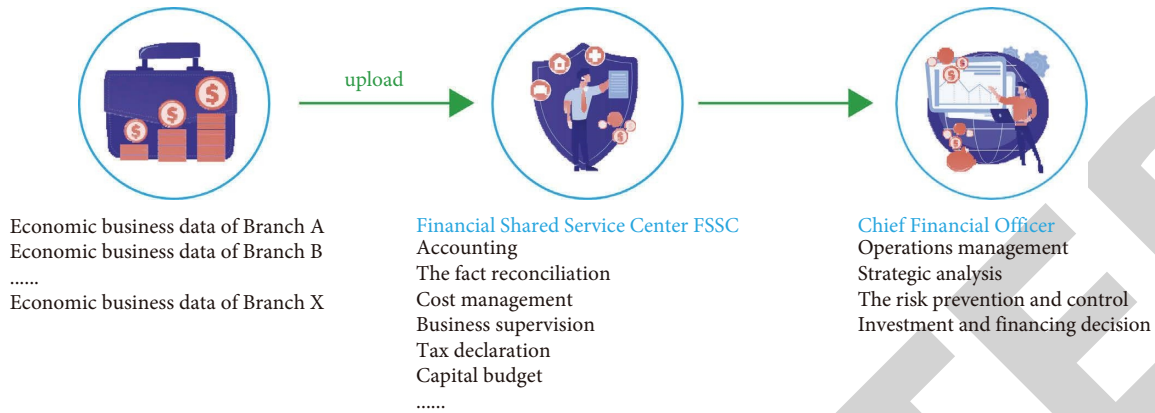 upload
Economic business data of Branch A
Economic business data of Branch B
......
Economic business data of Branch X
Financial Shared Service Center FSSC
Accounting
The fact reconciliation
Cost management
Business supervision
Tax declaration
Capital budget
......
Chief Financial Officer
Operations management
Strategic analysis
The risk prevention and control
Investment and financing decision